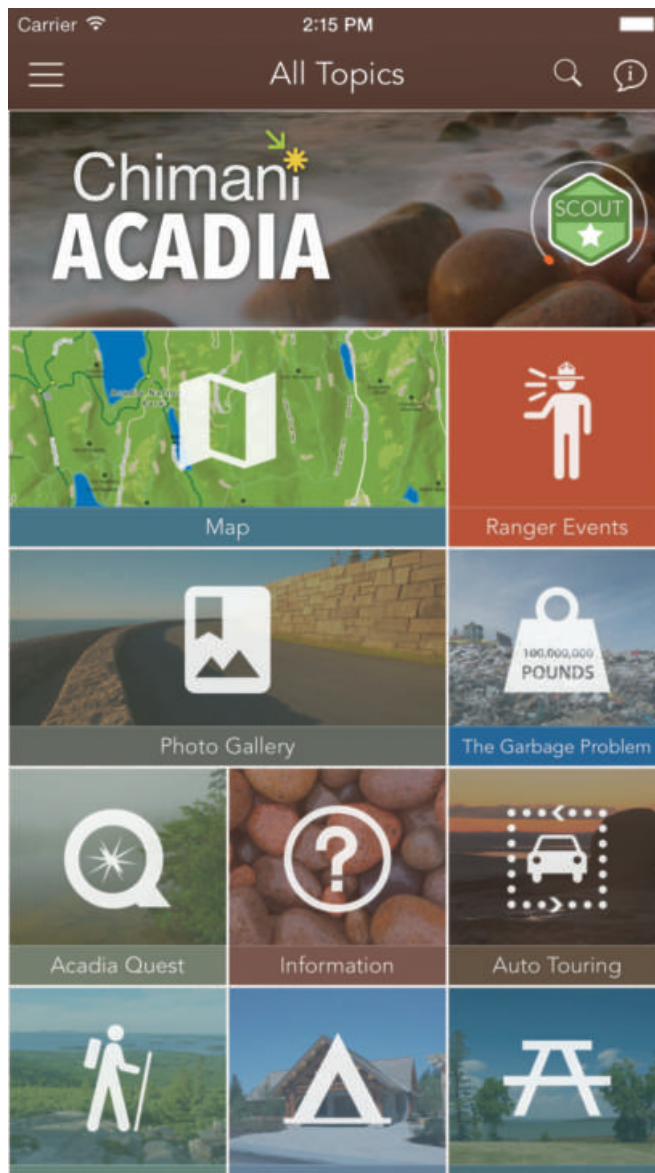 Carrier 2:15 PM
All Topics
Chimani
ACADIA
SCOUT
Map
Ranger Events
100,000,000
POUNDS
Photo Gallery
The Garbage Problem
Acadia Quest
Information
Auto Touring